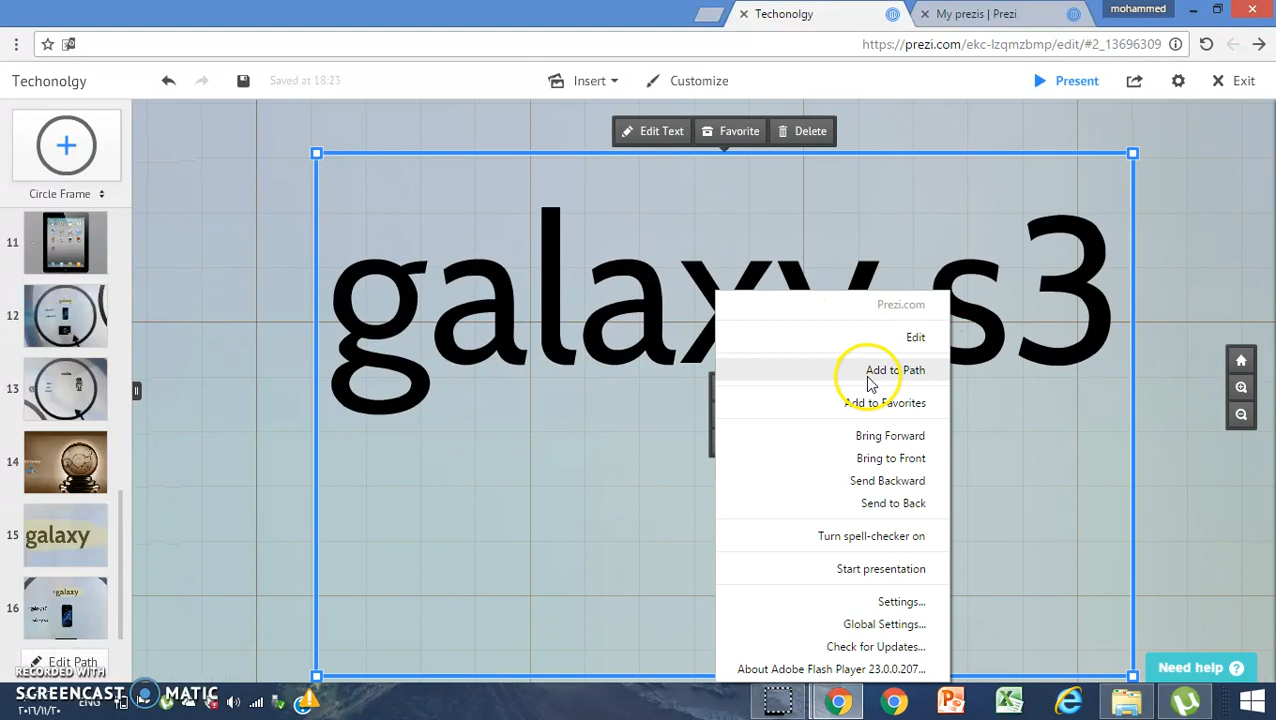 Techonolgy
My prezis | Prezi
mohammed
https://prezi.com/ekc-lzqmzbmp/edit/#2_13696309
Techonolgy
Saved at 18:23
Insert
Customize
Present
Exit
Edit Text
Favorite
Delete
Circle Frame
galaxy s3
Prezi.com
Edit
Add to Path
Add to Favorites
Bring Forward
Bring to Front
Send Backward
Send to Back
Turn spell-checker on
Start presentation
Settings...
Global Settings...
Check for Updates...
About Adobe Flash Player 23.0.0.207...
11
12
13
14
15
galaxy
16
galaxy
Edit Path
Need help ?
RECORDED WITH
SCREENCAST MATIC
ENG